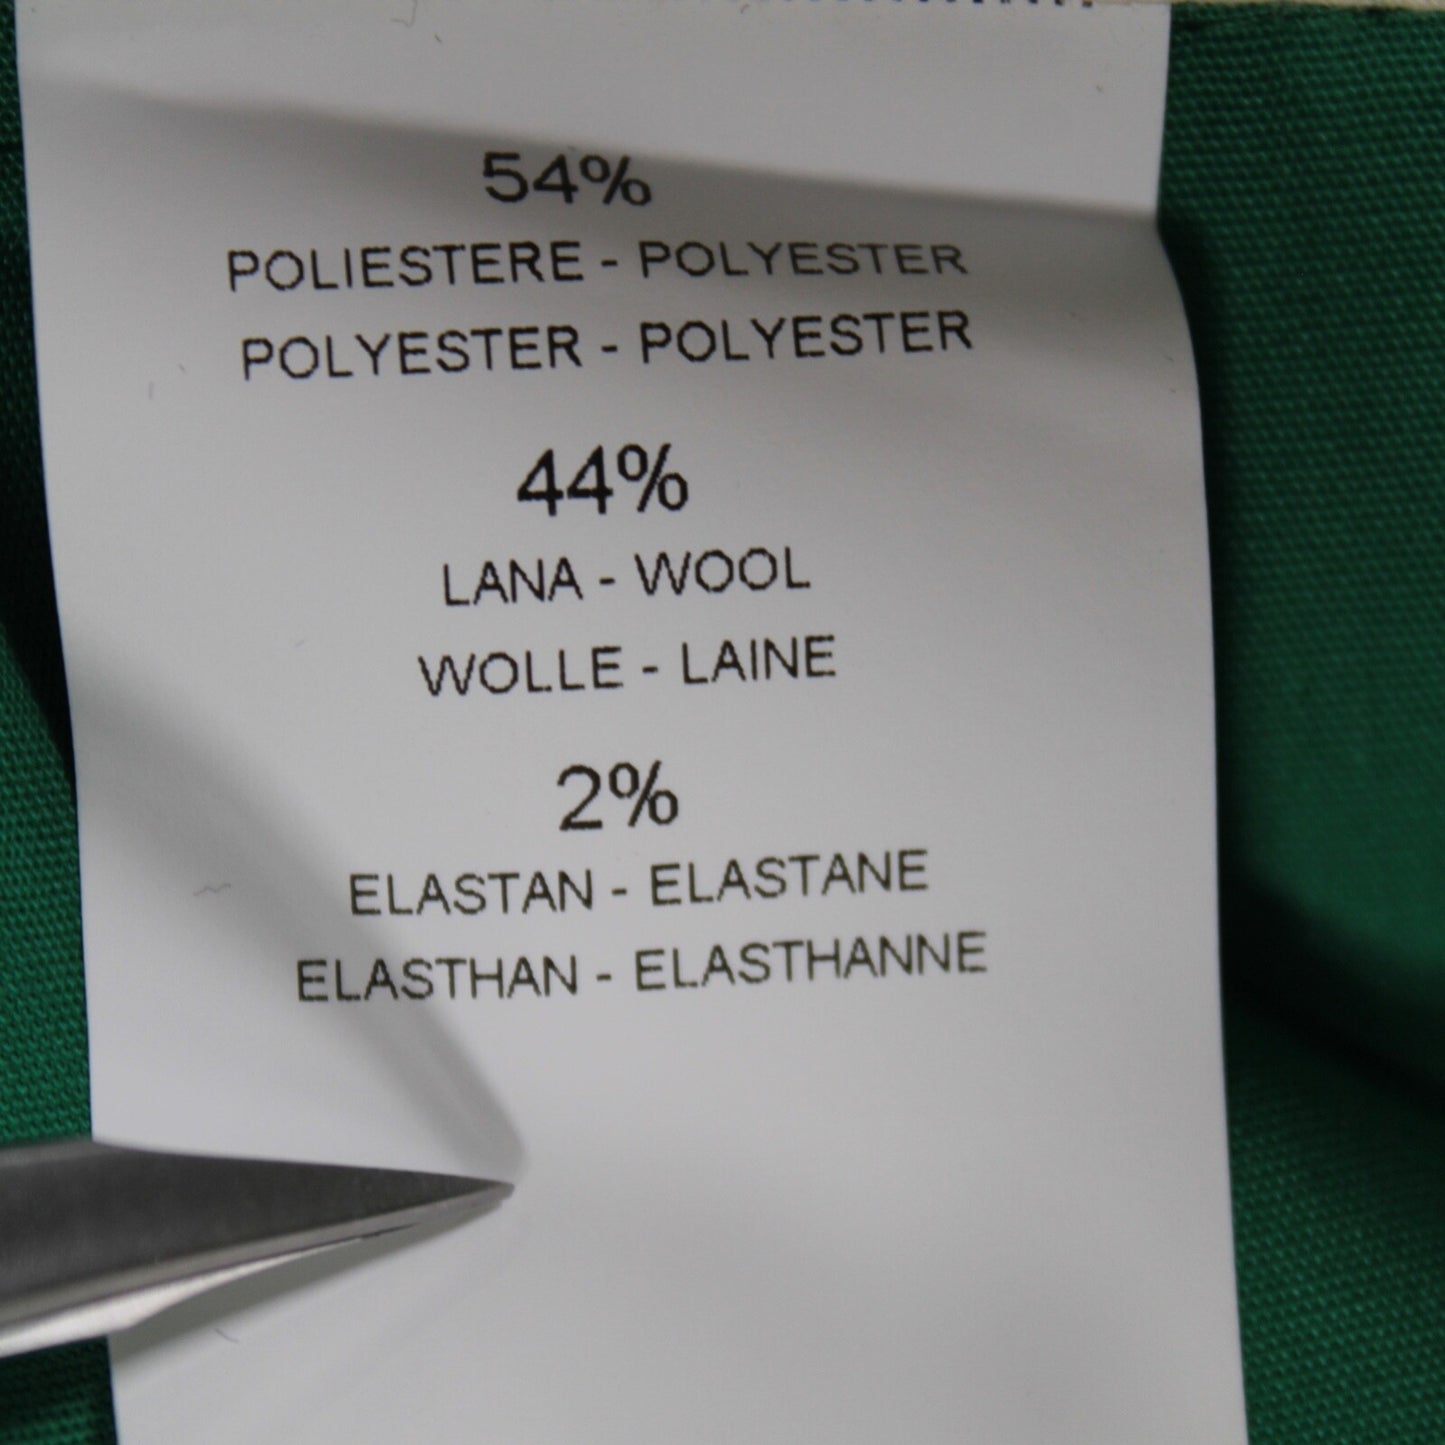 54%
POLIESTERE - POLYESTER
POLYESTER - POLYESTER
44%
LANA - WOOL
WOLLE - LAINE
2%
ELASTAN - ELASTANE
ELASTHAN - ELASTHANNE